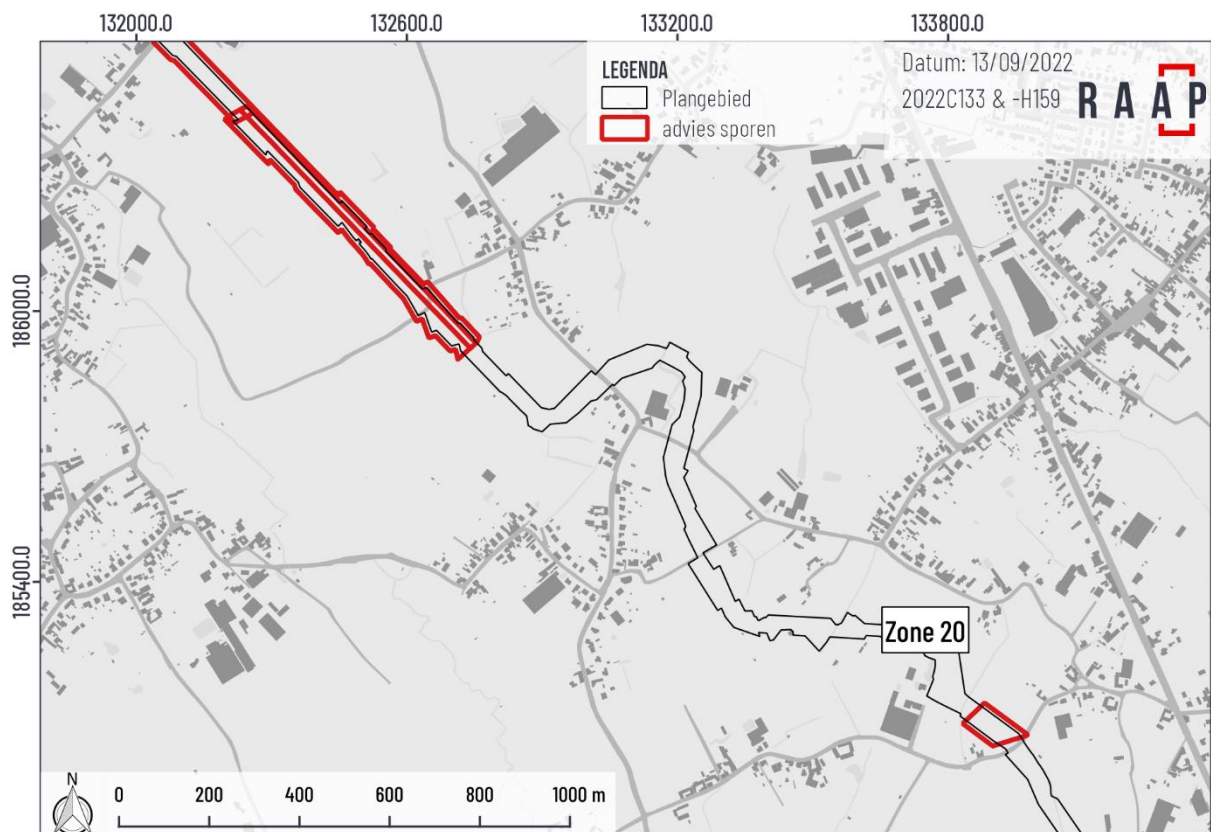 132000.0 132600.0 133200.0 133800.0
LEGENDA
Plangebied
advies sporen
Datum: 13/09/2022
2022C133 & -H159
RAAP
186000.0
185400.0
Zone 20
N
0 200 400 600 800 1000 m